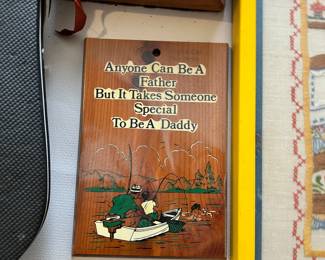 Anyone Can Be A
Father
But It Takes Someone
Special
To Be A Daddy